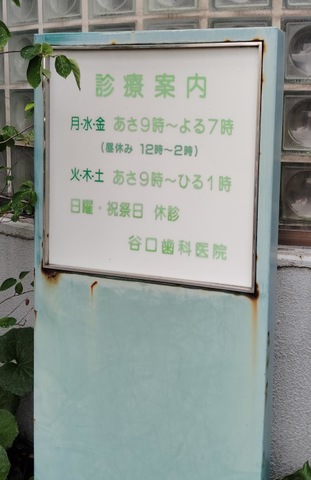 診療案内
月・水・金 あさ9時～よる7時
(昼休み 12時～2時)
火・木・土 あさ9時～ひる1時
日曜・祝祭日 休診
谷口歯科医院